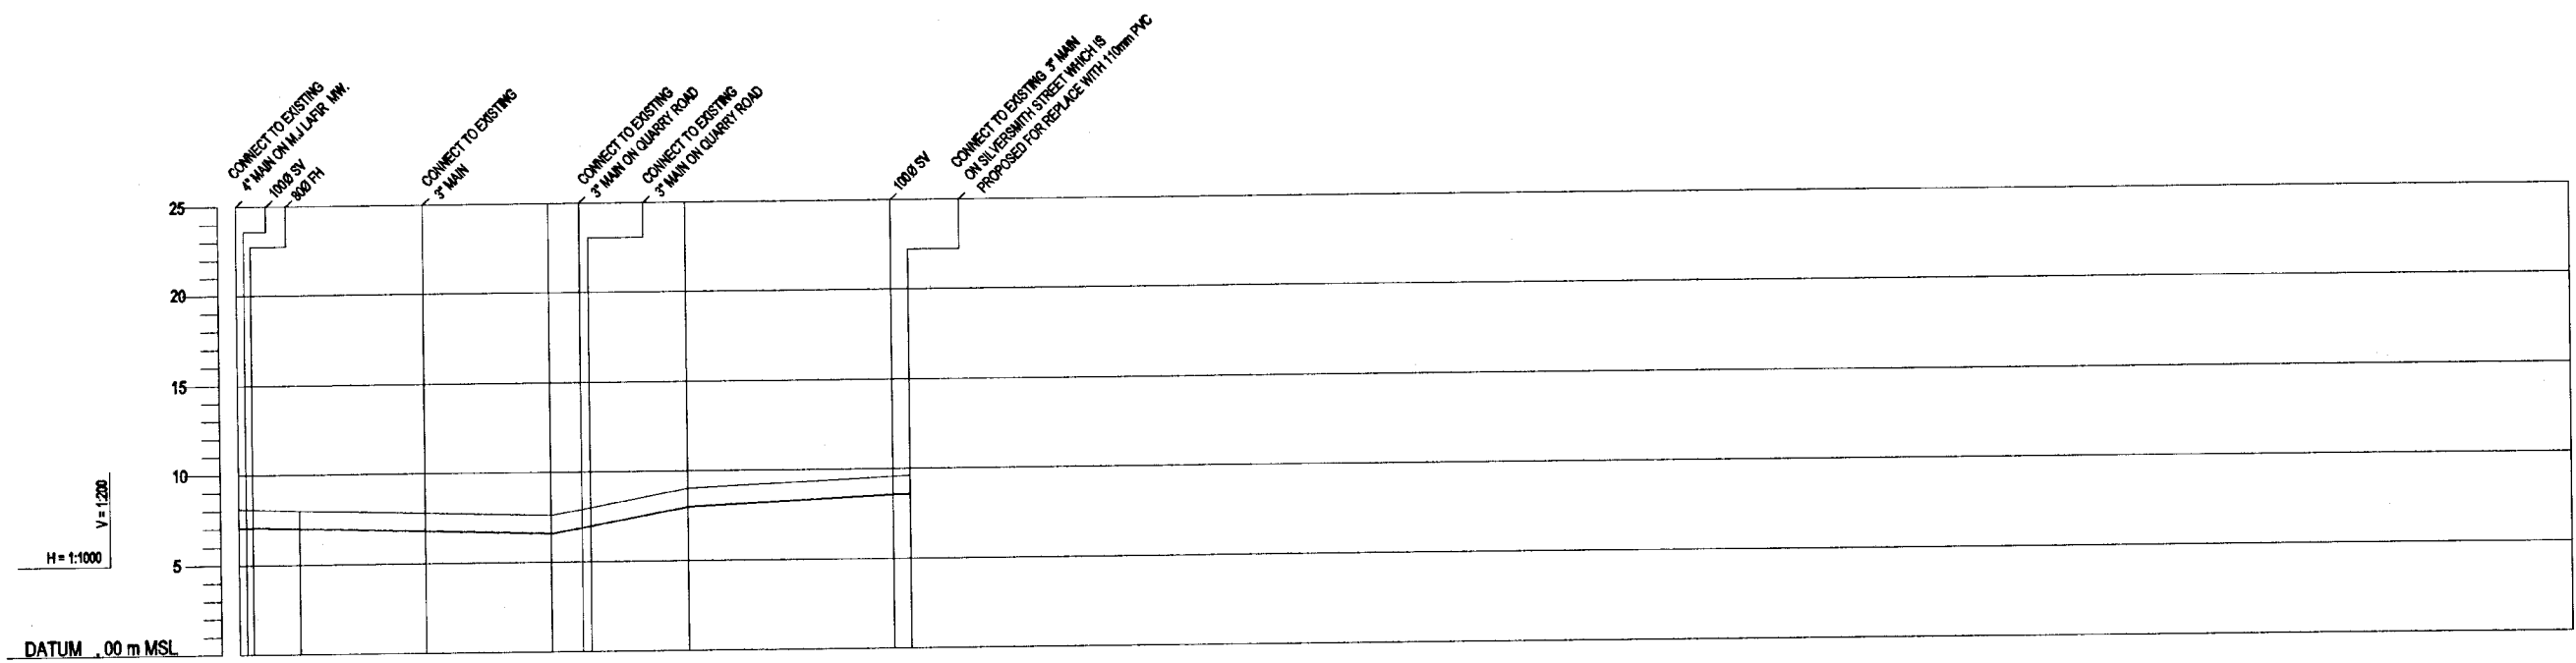 CONNECT TO EXISTING
4" MAIN ON M.J LAFIR MW.
100Ø SV
80Ø FH
CONNECT TO EXISTING
3" MAIN
CONNECT TO EXISTING
3" MAIN ON QUARRY ROAD
CONNECT TO EXISTING
3" MAIN ON QUARRY ROAD
100Ø SV
CONNECT TO EXISTING 3" MAIN
ON SILVERSMITH STREET WHICH IS
PROPOSED FOR REPLACE WITH 110mm PVC
25
20
15
10
5
V = 1:200
H = 1:1000
DATUM .00 m MSL